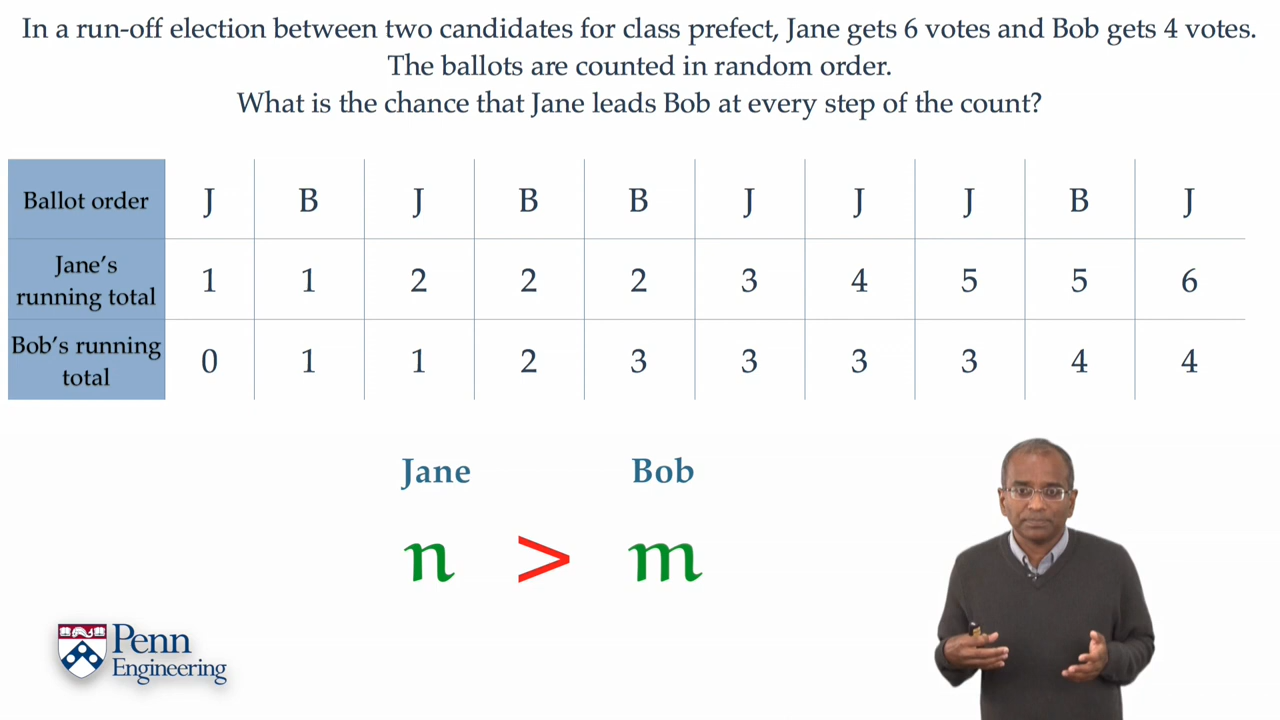 In a run-off election between two candidates for class prefect, Jane gets 6 votes and Bob gets 4 votes.
The ballots are counted in random order.
What is the chance that Jane leads Bob at every step of the count?
Ballot order J B J B B J J J B J
Jane's
running total 1 1 2 2 2 3 4 5 5 6
Bob's running
total 0 1 1 2 3 3 3 3 4 4
Jane Bob
n > m
Penn
Engineering